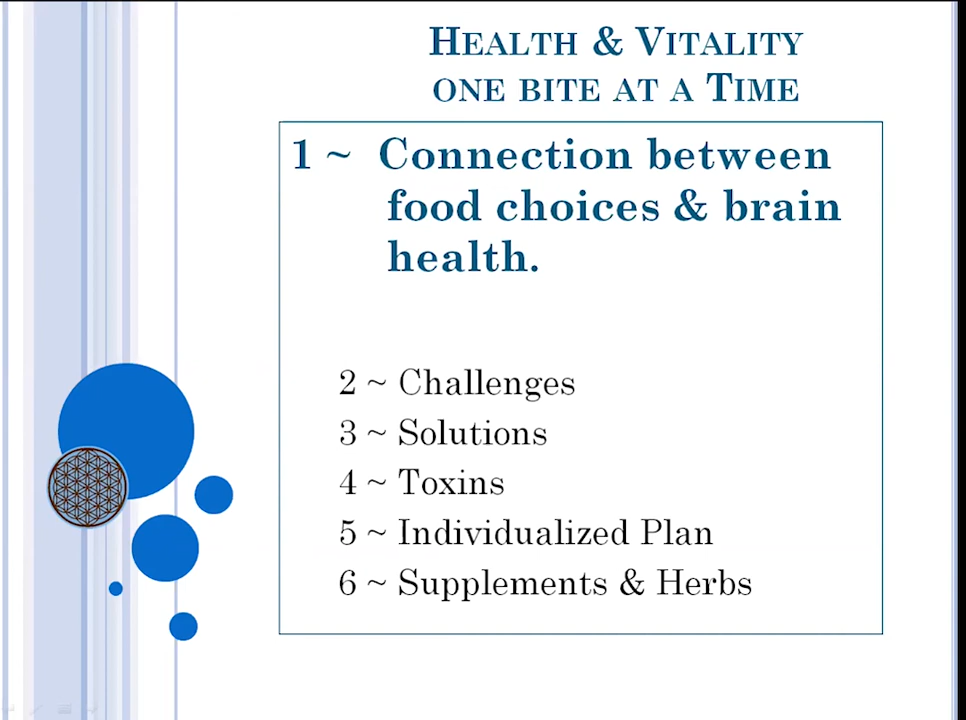 HEALTH & VITALITY
ONE BITE AT A TIME
1 ~ Connection between
food choices & brain
health.
2 ~ Challenges
3 ~ Solutions
4 ~ Toxins
5 ~ Individualized Plan
6 ~ Supplements & Herbs